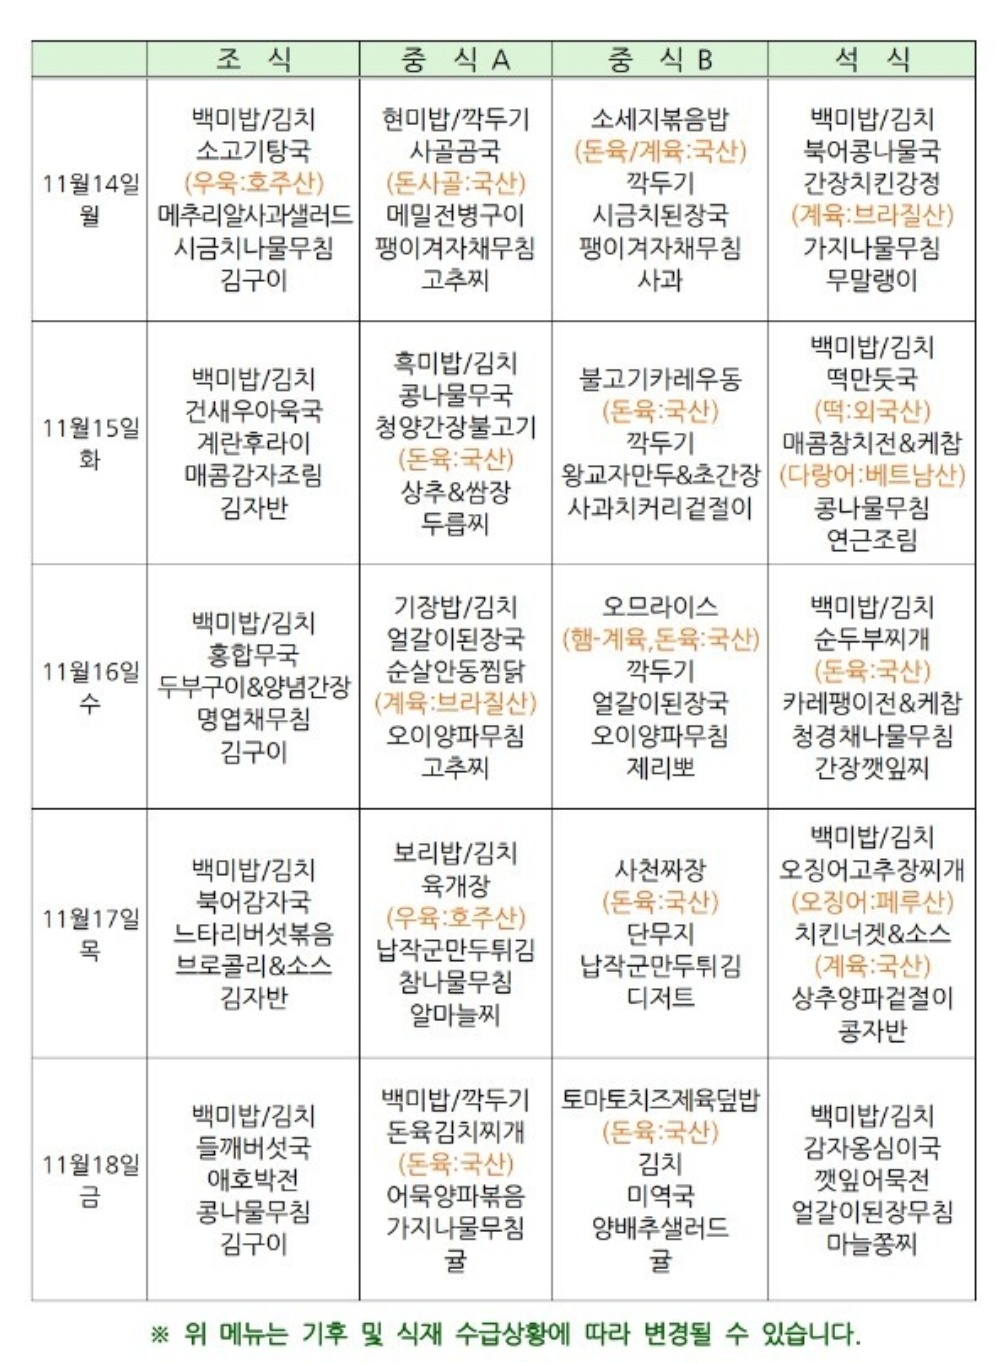 조 식
중 식 A
중 식 B
석 식
11월14일
월
백미밥/김치
소고기탕국
(우육:호주산)
메추리알사과샐러드
시금치나물무침
김구이
현미밥/깍두기
사골곰국
(돈사골:국산)
메밀전병구이
팽이겨자채무침
고추찌
소세지볶음밥
(돈육/계육:국산)
깍두기
시금치된장국
팽이겨자채무침
사과
백미밥/김치
북어콩나물국
간장치킨강정
(계육:브라질산)
가지나물무침
무말랭이
11월15일
화
백미밥/김치
건새우아욱국
계란후라이
매콤감자조림
김자반
흑미밥/김치
콩나물무국
청양간장불고기
(돈육:국산)
상추&쌈장
두릅찌
불고기카레우동
(돈육:국산)
깍두기
왕교자만두&초간장
사과치커리겉절이
백미밥/김치
떡만둣국
(떡:외국산)
매콤참치전&케찹
(다랑어:베트남산)
콩나물무침
연근조림
11월16일
수
백미밥/김치
홍합무국
두부구이&양념간장
명엽채무침
김구이
기장밥/김치
얼갈이된장국
순살안동찜닭
(계육:브라질산)
오이양파무침
고추찌
오므라이스
(햄-계육,돈육:국산)
깍두기
얼갈이된장국
오이양파무침
제리뽀
백미밥/김치
순두부찌개
(돈육:국산)
카레팽이전&케찹
청경채나물무침
간장깻잎찌
11월17일
목
백미밥/김치
북어감자국
느타리버섯볶음
브로콜리&소스
김자반
보리밥/김치
육개장
(우육:호주산)
납작군만두튀김
참나물무침
알마늘찌
사천짜장
(돈육:국산)
단무지
납작군만두튀김
디저트
백미밥/김치
오징어고추장찌개
(오징어:페루산)
치킨너겟&소스
(계육:국산)
상추양파겉절이
콩자반
11월18일
금
백미밥/김치
들깨버섯국
애호박전
콩나물무침
김구이
백미밥/깍두기
돈육김치찌개
(돈육:국산)
어묵양파볶음
가지나물무침
귤
토마토치즈제육덮밥
(돈육:국산)
김치
미역국
양배추샐러드
귤
백미밥/김치
감자옹심이국
깻잎어묵전
얼갈이된장무침
마늘쫑찌
※ 위 메뉴는 기후 및 식재 수급상황에 따라 변경될 수 있습니다.